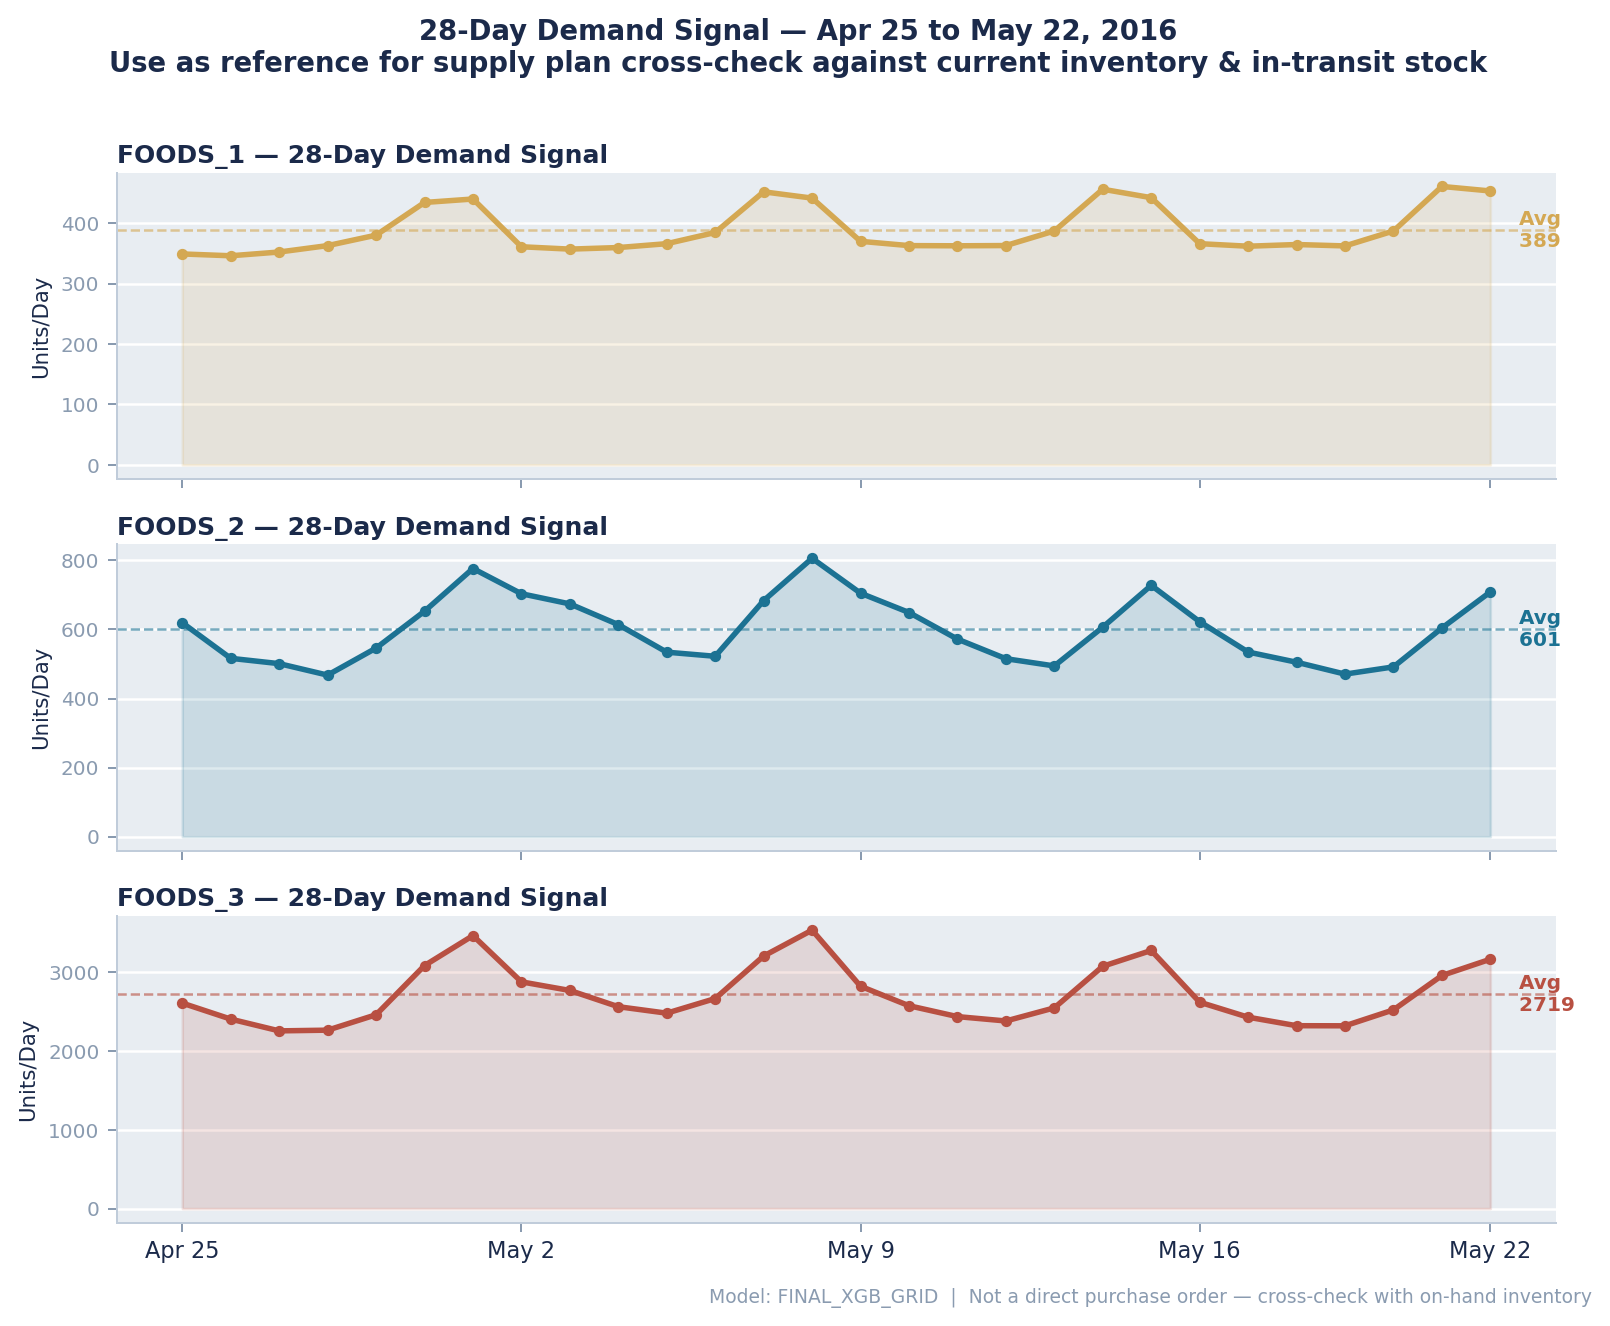 28-Day Demand Signal — Apr 25 to May 22, 2016
Use as reference for supply plan cross-check against current inventory & in-transit stock
FOODS_1 — 28-Day Demand Signal
Units/Day
400
300
200
100
0
Avg
389
FOODS_2 — 28-Day Demand Signal
Units/Day
800
600
400
200
0
Avg
601
FOODS_3 — 28-Day Demand Signal
Units/Day
3000
2000
1000
0
Avg
2719
Apr 25
May 2
May 9
May 16
May 22
Model: FINAL_XGB_GRID | Not a direct purchase order — cross-check with on-hand inventory